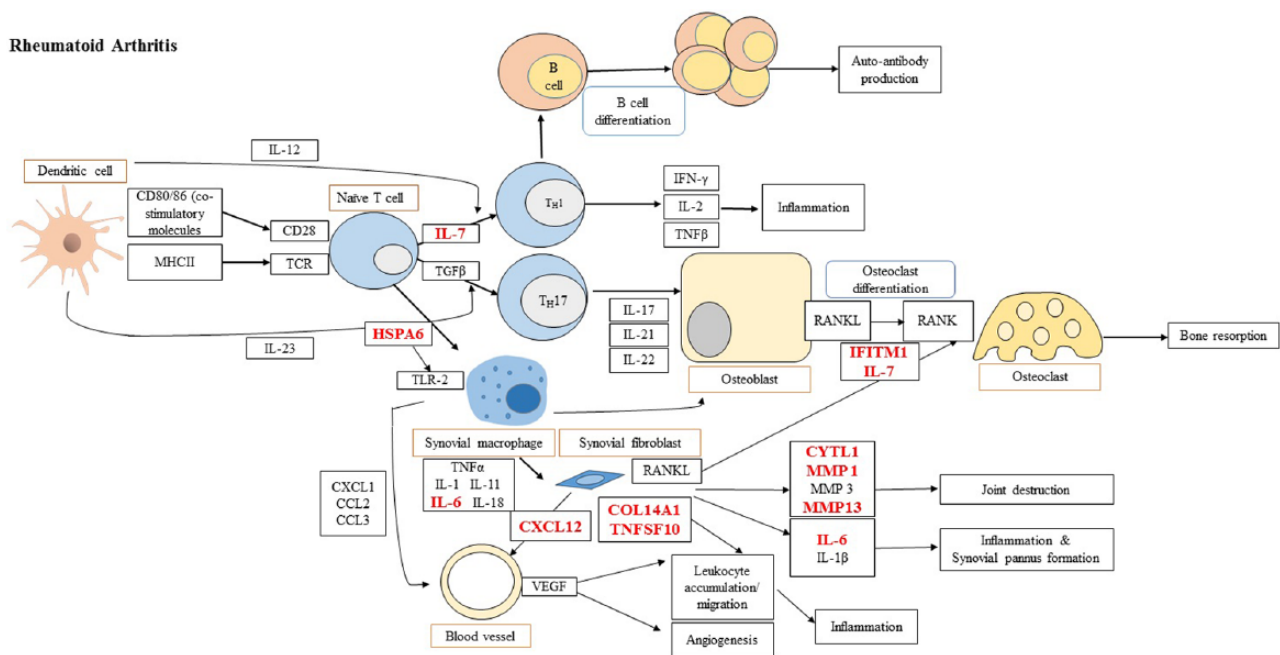 Rheumatoid Arthritis
B
cell
B cell
differentiation
Auto-antibody
production
IL-12
Dendritic cell
CD80/86 (co-
stimulatory
molecules
MHCII
CD28
TCR
Naïve T cell
IL-7
TGFβ
TH1
TH17
IFN-γ
IL-2
TNFβ
Inflammation
IL-23
HSPA6
TLR-2
IL-17
IL-21
IL-22
Osteoblast
Osteoclast
differentiation
RANKL
RANK
IFITM1
IL-7
Osteoclast
Bone resorption
Synovial macrophage
TNFα
IL-1 IL-11
IL-6 IL-18
Synovial fibroblast
RANKL
CXCL1
CCL2
CCL3
CXCL12
COL14A1
TNFSF10
CYTL1
MMP1
MMP 3
MMP13
Joint destruction
IL-6
IL-1β
Inflammation &
Synovial pannus formation
VEGF
Blood vessel
Leukocyte
accumulation/
migration
Angiogenesis
Inflammation